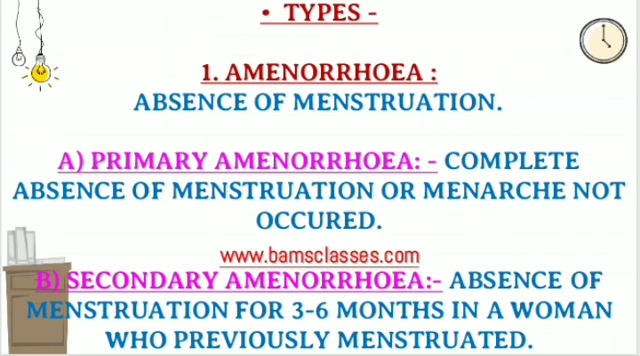 • TYPES -
1. AMENORRHOEA :
ABSENCE OF MENSTRUATION.
A) PRIMARY AMENORRHOEA: - COMPLETE
ABSENCE OF MENSTRUATION OR MENARCHE NOT
OCCURED.
www.bamsclasses.com
B) SECONDARY AMENORRHOEA:- ABSENCE OF
MENSTRUATION FOR 3-6 MONTHS IN A WOMAN
WHO PREVIOUSLY MENSTRUATED.